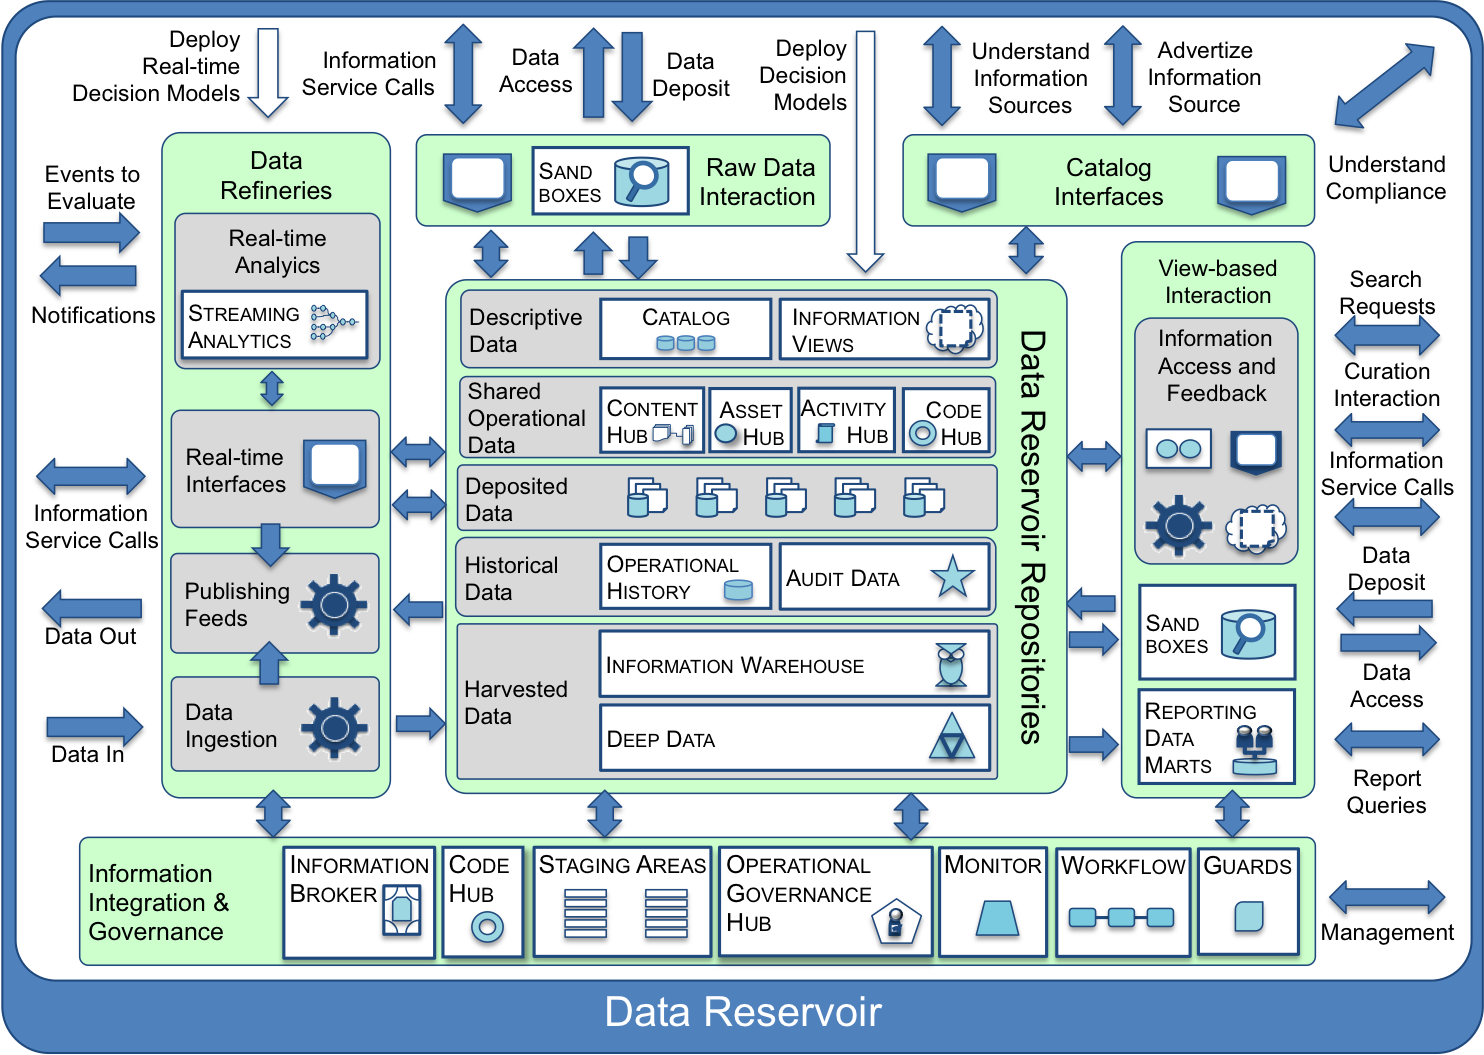 Deploy
Real-time
Decision Models
Information
Service Calls
Data
Access
Data
Deposit
Deploy
Decision
Models
Understand
Information
Sources
Advertize
Information
Source
Understand
Compliance
Events to
Evaluate
Notifications
Information
Service Calls
Data Out
Data In
Data
Refineries
Real-time
Analyics
STREAMING
ANALYTICS
Real-time
Interfaces
Publishing
Feeds
Data
Ingestion
SAND
BOXES
Raw Data
Interaction
Catalog
Interfaces
Descriptive
Data
CATALOG
INFORMATION
VIEWS
Shared
Operational
Data
CONTENT
HUB
ASSET
HUB
ACTIVITY
HUB
CODE
HUB
Deposited
Data
Historical
Data
OPERATIONAL
HISTORY
AUDIT DATA
Harvested
Data
INFORMATION WAREHOUSE
DEEP DATA
Data Reservoir Repositories
View-based
Interaction
Information
Access and
Feedback
SAND
BOXES
REPORTING
DATA
MARTS
Search
Requests
Curation
Interaction
Information
Service Calls
Data
Deposit
Data
Access
Report
Queries
Management
Information
Integration &
Governance
INFORMATION
BROKER
CODE
HUB
STAGING AREAS
OPERATIONAL
GOVERNANCE
HUB
MONITOR
WORKFLOW
GUARDS
Data Reservoir